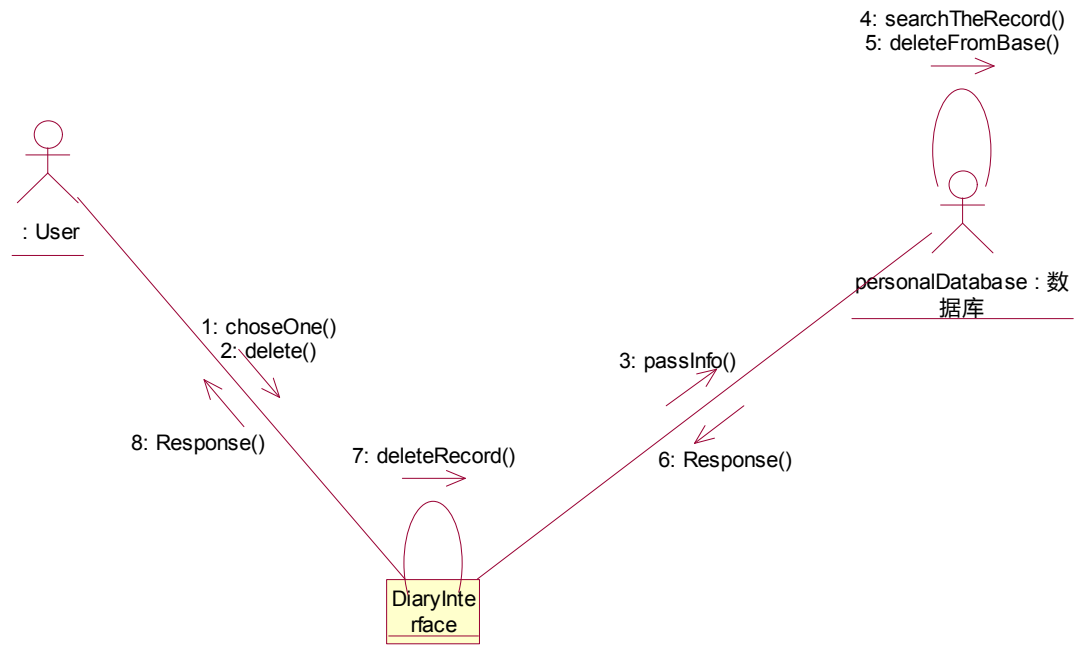 4: searchTheRecord()
5: deleteFromBase()
: User
personalDatabase : 数
据库
1: choseOne()
2: delete()
3: passInfo()
8: Response()
7: deleteRecord()
6: Response()
DiaryInte
rface